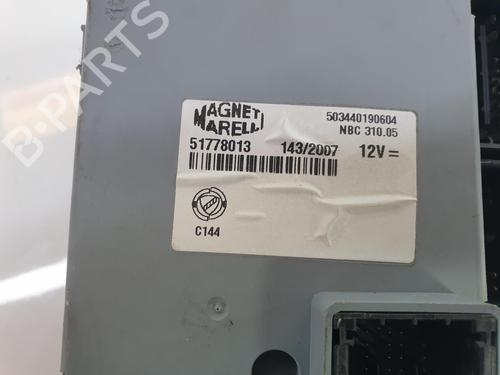 MAGNETI
MARELLI
503440190604
NBC 310.05
51778013 143/2007 12V =
C144
B-PARTS